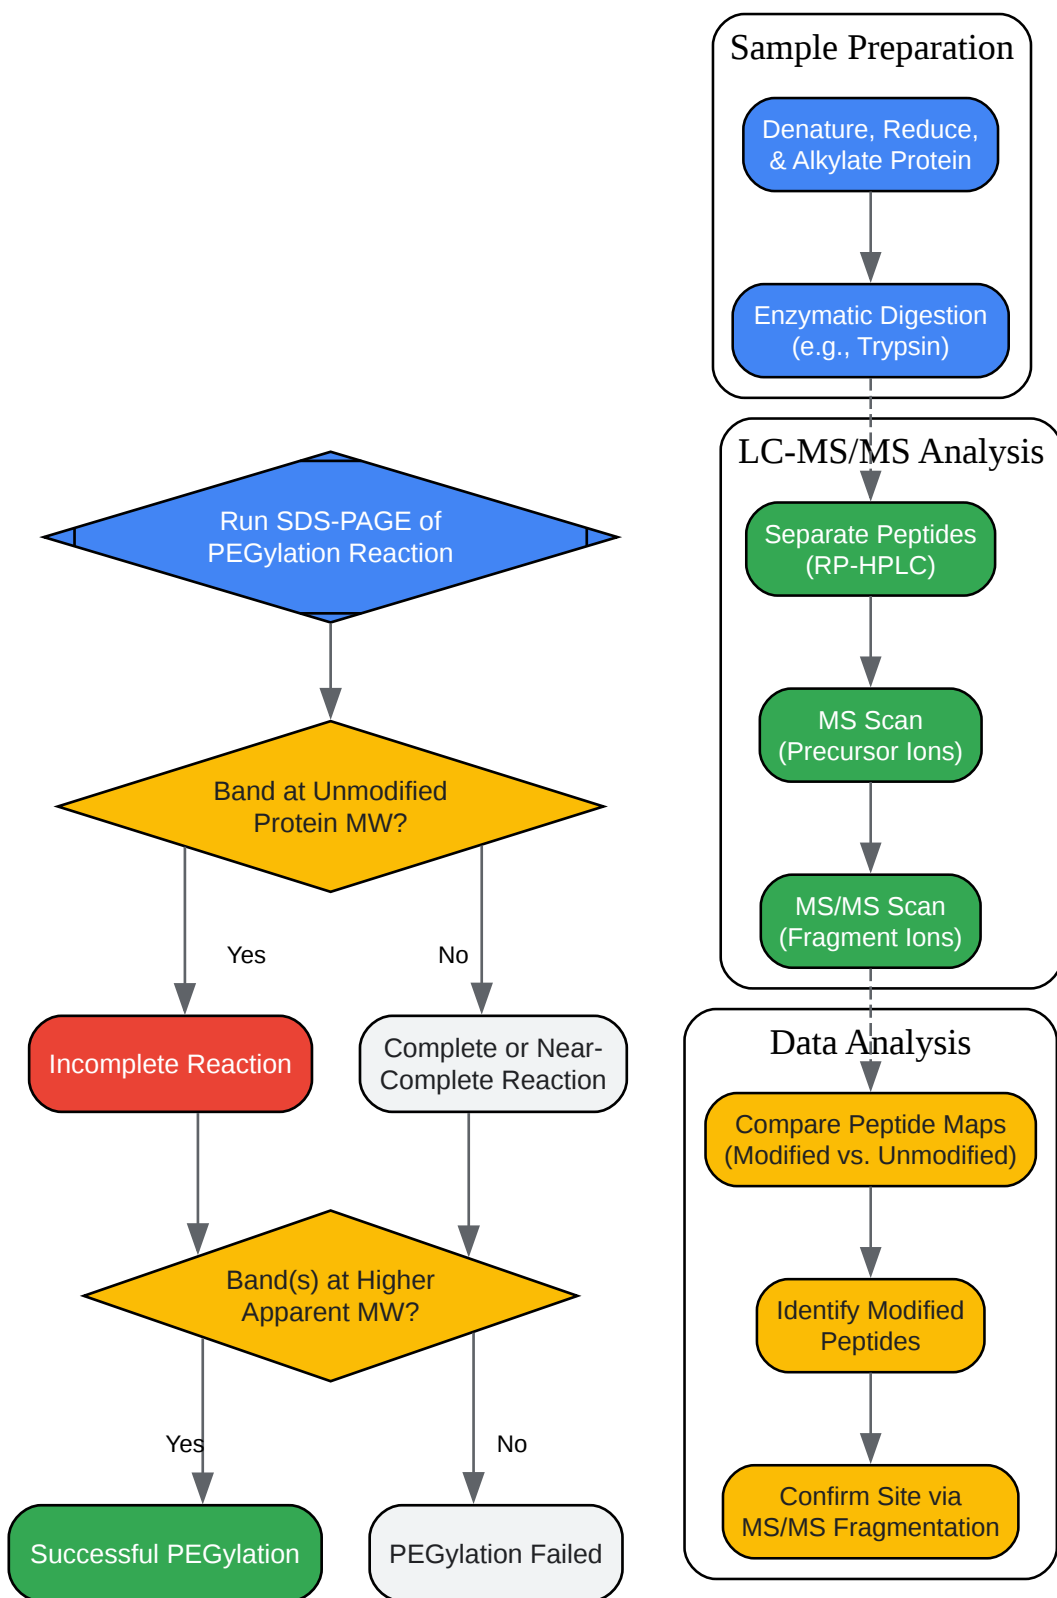 Run SDS-PAGE of
PEGylation Reaction
Band at Unmodified
Protein MW?
Yes
No
Incomplete Reaction
Complete or Near-
Complete Reaction
Band(s) at Higher
Apparent MW?
Yes
No
Successful PEGylation
PEGylation Failed
Sample Preparation
Denature, Reduce,
& Alkylate Protein
Enzymatic Digestion
(e.g., Trypsin)
LC-MS/MS Analysis
Separate Peptides
(RP-HPLC)
MS Scan
(Precursor Ions)
MS/MS Scan
(Fragment Ions)
Data Analysis
Compare Peptide Maps
(Modified vs. Unmodified)
Identify Modified
Peptides
Confirm Site via
MS/MS Fragmentation